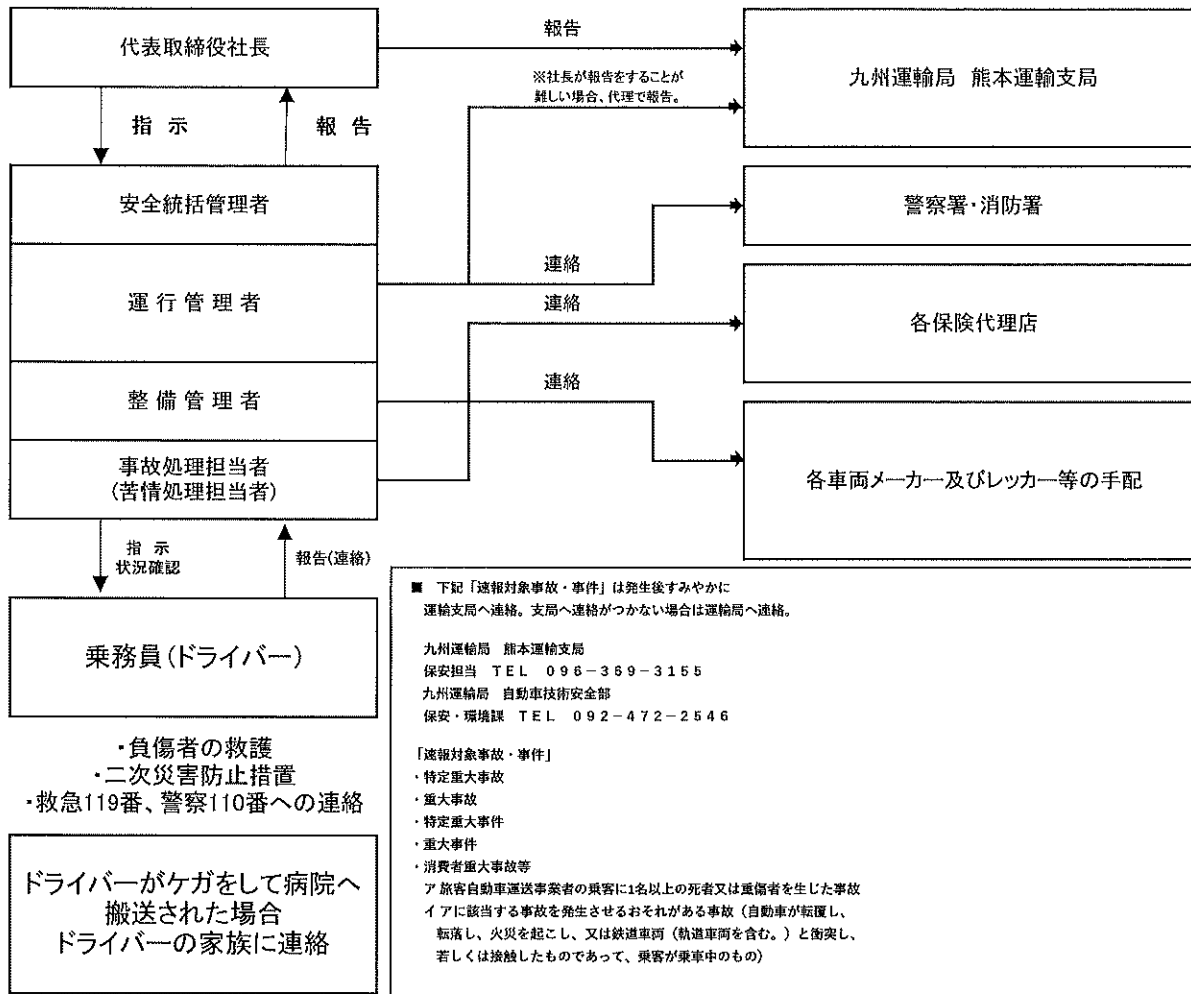 代表取締役社長
報告
※社長が報告をすることが
難しい場合、代理で報告。
九州運輸局 熊本運輸支局
指 示
報 告
安全統括管理者
警察署・消防署
運 行 管 理 者
連絡
連絡
各保険代理店
整 備 管 理 者
連絡
事故処理担当者
(苦情処理担当者)
各車両メーカー及びレッカー等の手配
指 示
状況確認
報告(連絡)
乗務員(ドライバー)
・負傷者の救護
・二次災害防止措置
・救急119番、警察110番への連絡
ドライバーがケガをして病院へ
搬送された場合
ドライバーの家族に連絡
■ 下記「速報対象事故・事件」は発生後すみやかに
運輸支局へ連絡。支局へ連絡がつかない場合は運輸局へ連絡。
九州運輸局 熊本運輸支局
保安担当 TEL 096-369-3155
九州運輸局 自動車技術安全部
保安・環境課 TEL 092-472-2546
「速報対象事故・事件」
・特定重大事故
・重大事故
・特定重大事件
・重大事件
・消費者重大事故等
ア 旅客自動車運送事業者の乗客に1名以上の死者又は重傷者を生じた事故
イ アに該当する事故を発生させるおそれがある事故(自動車が転覆し、
転落し、火災を起こし、又は鉄道車両(軌道車両を含む。)と衝突し、
若しくは接触したものであって、乗客が乗車中のもの)